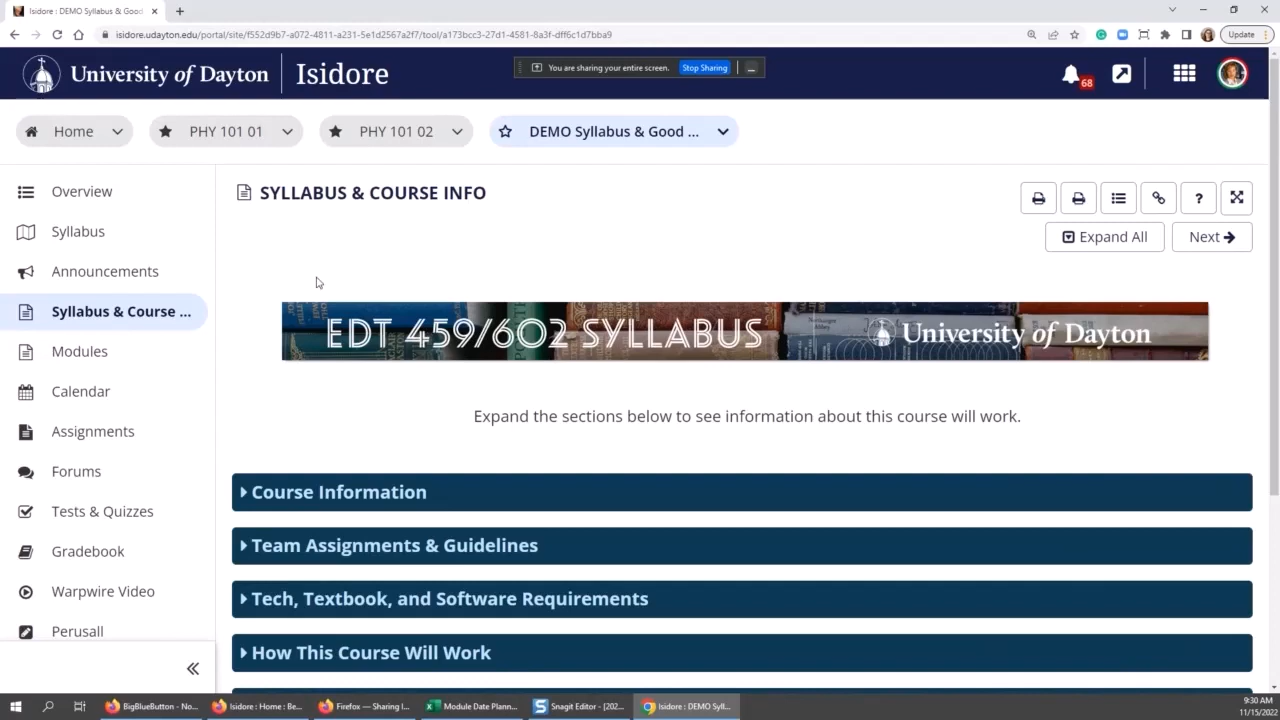 Isidore : DEMO Syllabus & Good
isidore.udayton.edu/portal/site/f552d9b7-a072-4811-a231-5e1d2567a2f7/tool/a173bcc3-27d1-4581-8a3f-dff6c1d7bba9
Update
University of Dayton
Isidore
You are sharing your entire screen.
Stop Sharing
68
Home
PHY 101 01
PHY 101 02
DEMO Syllabus & Good ...
Overview
Syllabus
Announcements
Syllabus & Course ...
Modules
Calendar
Assignments
Forums
Tests & Quizzes
Gradebook
Warpwire Video
Perusall
SYLLABUS & COURSE INFO
?
Expand All
Next
EDT 459/602 SYLLABUS
University of Dayton
Expand the sections below to see information about this course will work.
Course Information
Team Assignments & Guidelines
Tech, Textbook, and Software Requirements
How This Course Will Work
BigBlueButton - No...
Isidore : Home : Be...
Firefox — Sharing I...
Module Date Plann...
Snagit Editor - [202...
Isidore : DEMO Syll...
9:30 AM
11/15/2022